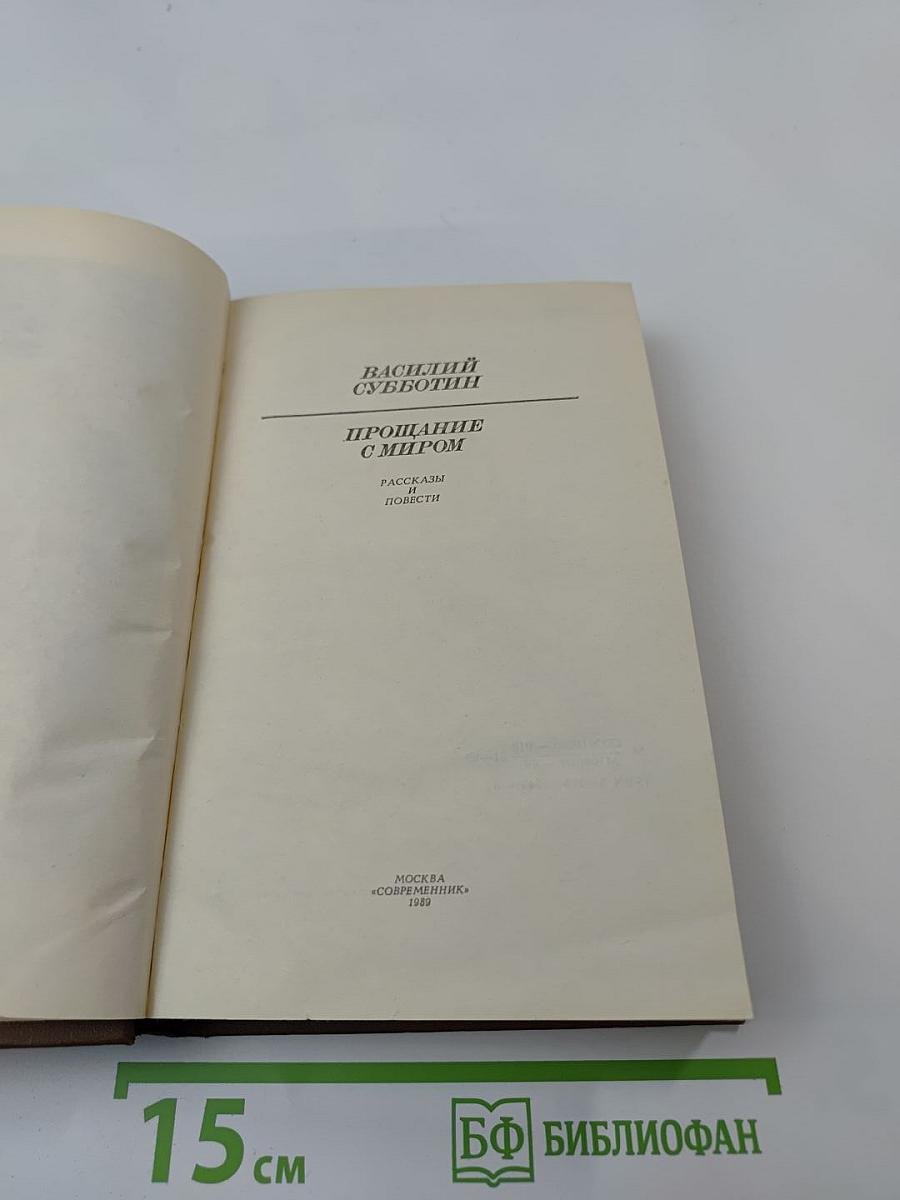 ВАСИЛИЙ
СУББОТИН
ПРОЩАНИЕ
С МИРОМ
РАССКАЗЫ
И
ПОВЕСТИ
МОСКВА
«СОВРЕМЕННИК»
1989
15 см
БФ БИБЛИОФАН